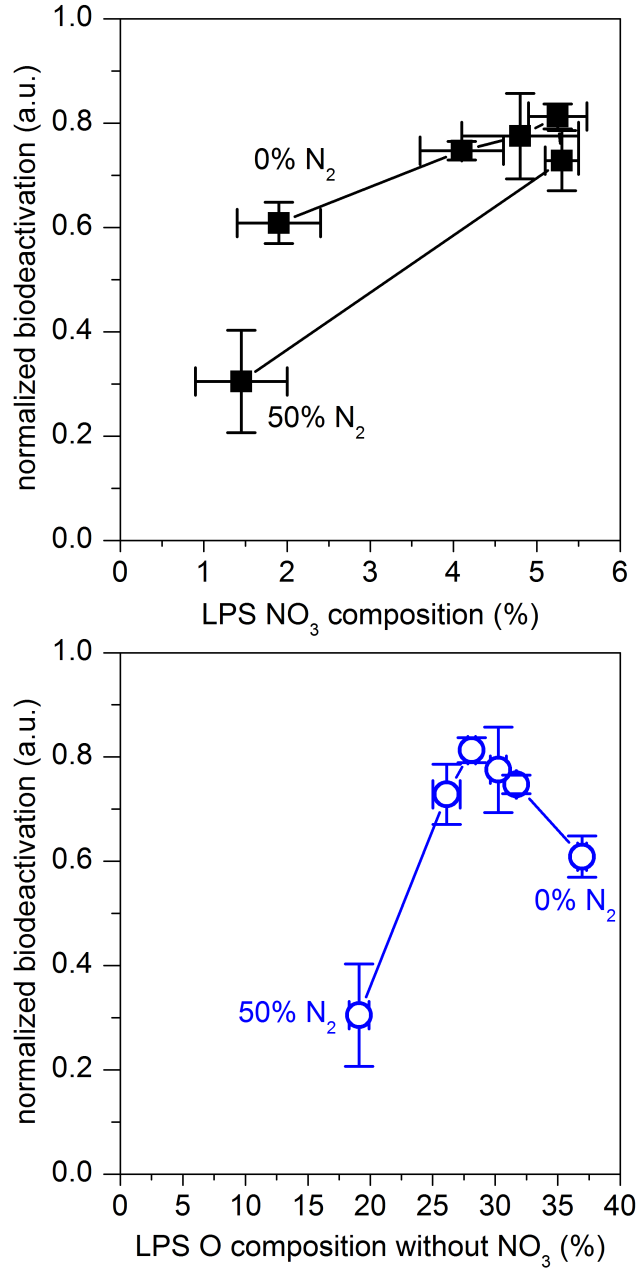 1.0
0.8
0.6
0.4
0.2
0.0
normalized biodeactivation (a.u.)
0% N₂
50% N₂
0 1 2 3 4 5 6
LPS NO₃ composition (%)
1.0
0.8
0.6
0.4
0.2
0.0
normalized biodeactivation (a.u.)
0% N₂
50% N₂
0 5 10 15 20 25 30 35 40
LPS O composition without NO₃ (%)